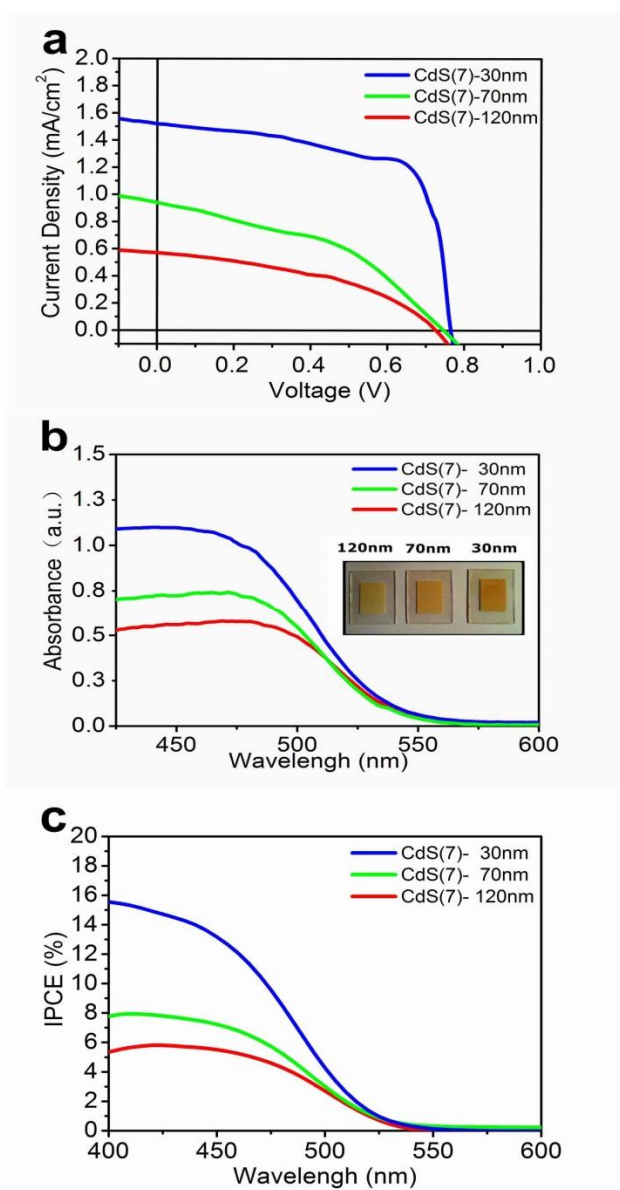 a
2.0
1.8
1.6
1.4
1.2
1.0
0.8
0.6
0.4
0.2
0.0
Current Density (mA/cm²)
CdS(7)-30nm
CdS(7)-70nm
CdS(7)-120nm
0.0 0.2 0.4 0.6 0.8 1.0
Voltage (V)
b
1.5
1.3
1.0
0.8
0.5
0.3
0.0
Absorbance (a.u.)
CdS(7)- 30nm
CdS(7)- 70nm
CdS(7)- 120nm
120nm 70nm 30nm
450 500 550 600
Wavelengh (nm)
c
20
18
16
14
12
10
8
6
4
2
0
IPCE (%)
CdS(7)- 30nm
CdS(7)- 70nm
CdS(7)- 120nm
400 450 500 550 600
Wavelengh (nm)